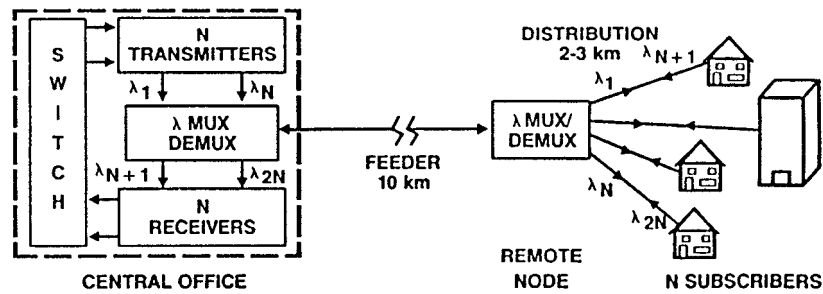 SWITCH
N
TRANSMITTERS
λ1
λN
λ MUX
DEMUX
λN+1
λ2N
N
RECEIVERS
CENTRAL OFFICE
FEEDER
10 km
DISTRIBUTION
2-3 km
λ1
λN+1
λ MUX/
DEMUX
λN
λ2N
REMOTE
NODE
N SUBSCRIBERS